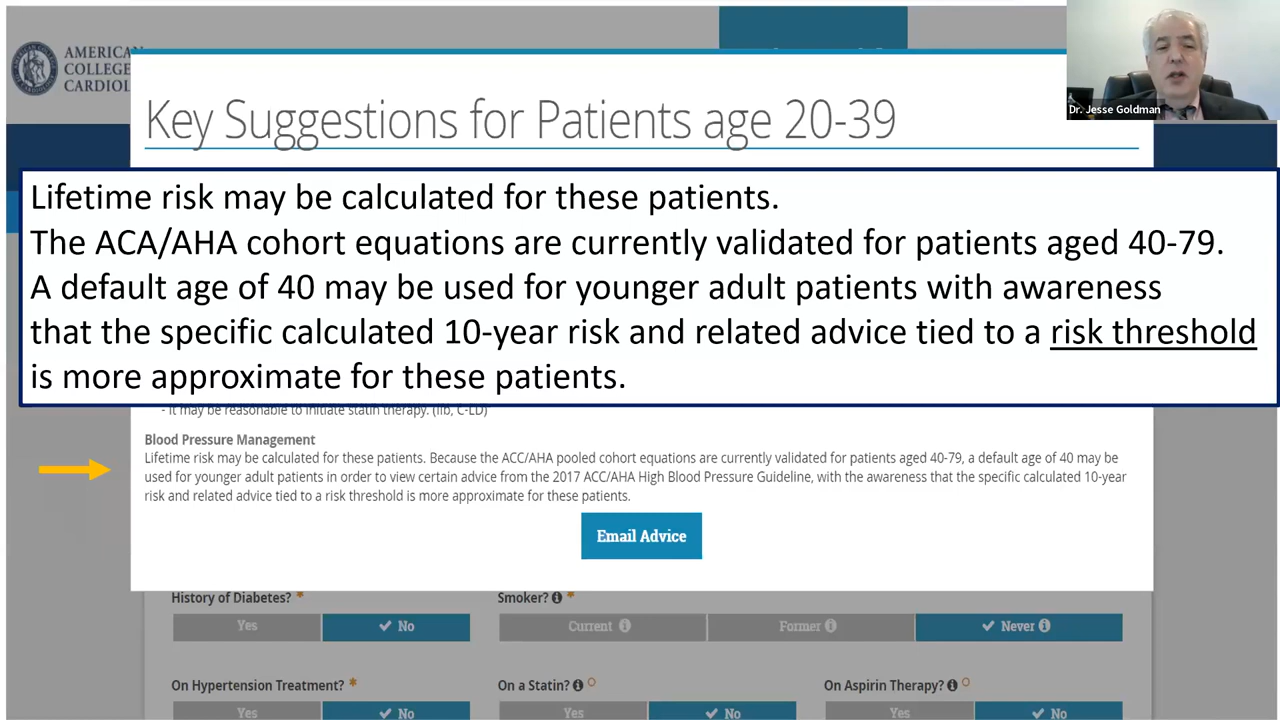 AMERICAN
COLLEGE
CARDIOL
Dr. Jesse Goldman
Key Suggestions for Patients age 20-39
Lifetime risk may be calculated for these patients.
The ACA/AHA cohort equations are currently validated for patients aged 40-79.
A default age of 40 may be used for younger adult patients with awareness
that the specific calculated 10-year risk and related advice tied to a risk threshold
is more approximate for these patients.
- It may be reasonable to initiate statin therapy. (IIb, C-LD)
Blood Pressure Management
Lifetime risk may be calculated for these patients. Because the ACC/AHA pooled cohort equations are currently validated for patients aged 40-79, a default age of 40 may be
used for younger adult patients in order to view certain advice from the 2017 ACC/AHA High Blood Pressure Guideline, with the awareness that the specific calculated 10-year
risk and related advice tied to a risk threshold is more approximate for these patients.
Email Advice
History of Diabetes? * Smoker? *
Yes No Current Former Never
On Hypertension Treatment? * On a Statin? On Aspirin Therapy?
Yes No Yes No Yes No